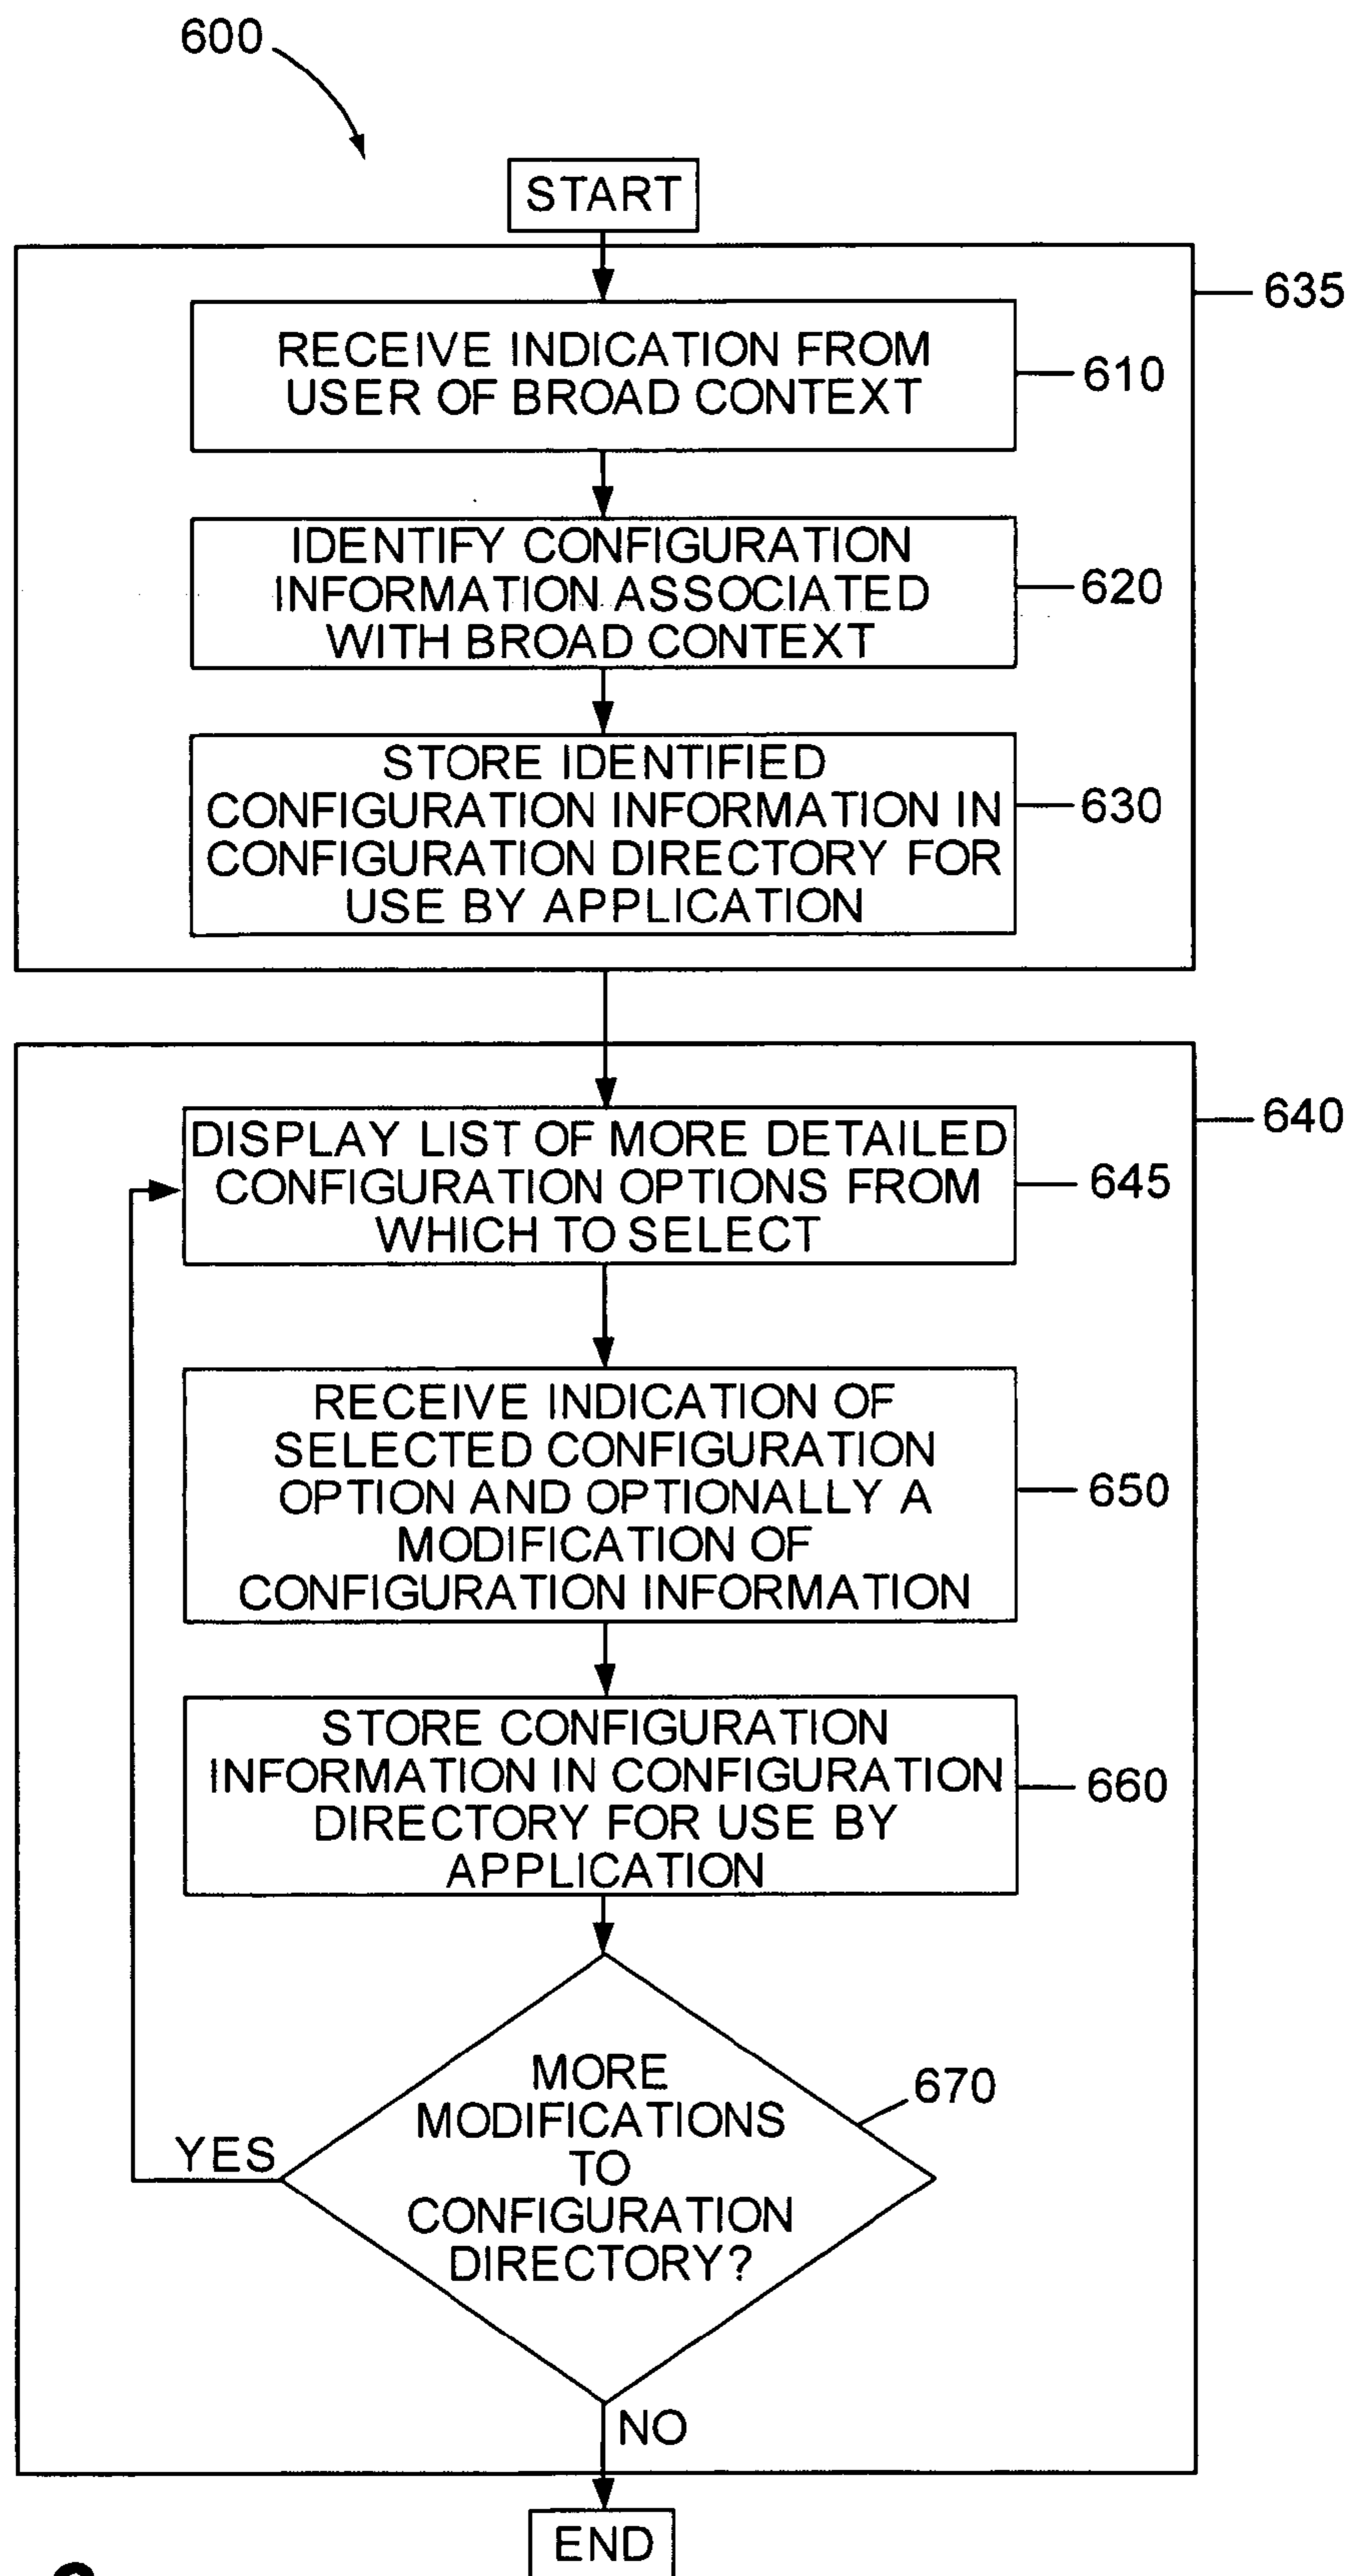 600
START
635
RECEIVE INDICATION FROM
USER OF BROAD CONTEXT
610
IDENTIFY CONFIGURATION
INFORMATION ASSOCIATED
WITH BROAD CONTEXT
620
STORE IDENTIFIED
CONFIGURATION INFORMATION IN
CONFIGURATION DIRECTORY FOR
USE BY APPLICATION
630
640
DISPLAY LIST OF MORE DETAILED
CONFIGURATION OPTIONS FROM
WHICH TO SELECT
645
RECEIVE INDICATION OF
SELECTED CONFIGURATION
OPTION AND OPTIONALLY A
MODIFICATION OF
CONFIGURATION INFORMATION
650
STORE CONFIGURATION
INFORMATION IN CONFIGURATION
DIRECTORY FOR USE BY
APPLICATION
660
MORE
MODIFICATIONS
TO
CONFIGURATION
DIRECTORY?
670
YES
NO
END